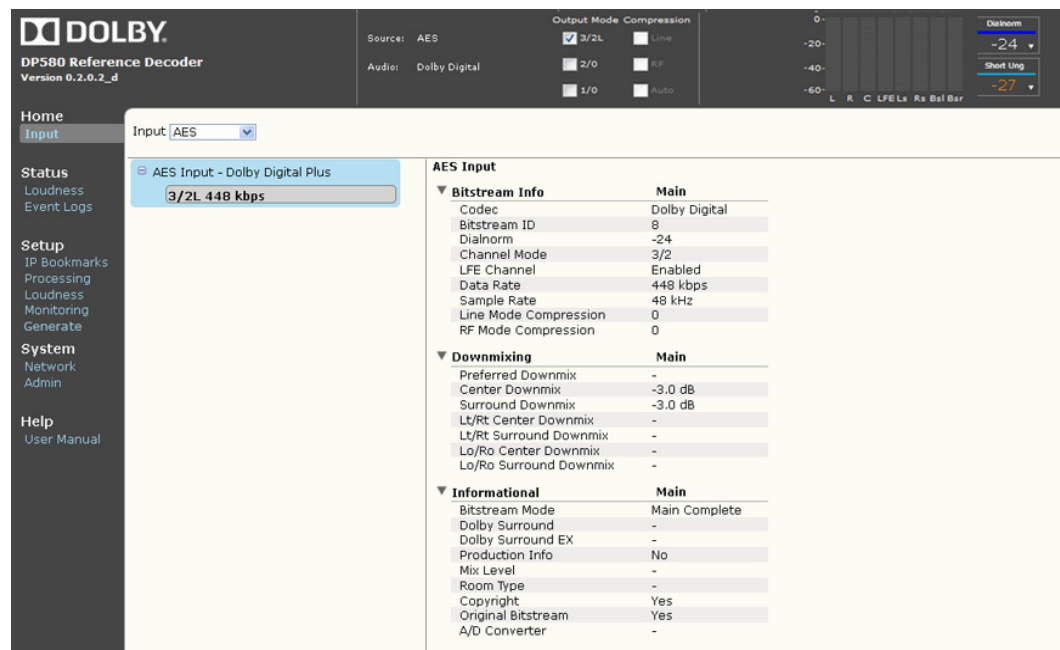 DOLBY.
DP580 Reference Decoder
Version 0.2.0.2_d
Source: AES
Audio: Dolby Digital
Output Mode Compression
3/2L Line
2/0 RF
1/0 Auto
0-
-20-
-40-
-60-
L R C LFE Ls Rs Bsl Bsr
Dialnorm
-24
Short Ung
-27
Home
Input
Status
Loudness
Event Logs
Setup
IP Bookmarks
Processing
Loudness
Monitoring
Generate
System
Network
Admin
Help
User Manual
Input AES
AES Input - Dolby Digital Plus
3/2L 448 kbps
AES Input
Bitstream Info Main
Codec Dolby Digital
Bitstream ID 8
Dialnorm -24
Channel Mode 3/2
LFE Channel Enabled
Data Rate 448 kbps
Sample Rate 48 kHz
Line Mode Compression 0
RF Mode Compression 0
Downmixing Main
Preferred Downmix -
Center Downmix -3.0 dB
Surround Downmix -3.0 dB
Lt/Rt Center Downmix -
Lt/Rt Surround Downmix -
Lo/Ro Center Downmix -
Lo/Ro Surround Downmix -
Informational Main
Bitstream Mode Main Complete
Dolby Surround -
Dolby Surround EX -
Production Info No
Mix Level -
Room Type -
Copyright Yes
Original Bitstream Yes
A/D Converter -